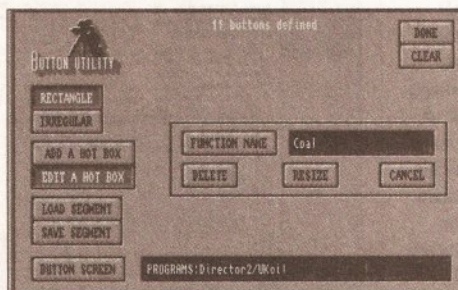 11 buttons defined
DONE
CLEAR
BUTTON UTILITY
RECTANGLE
IRREGULAR
ADD A HOT BOX
EDIT A HOT BOX
FUNCTION NAME Coal
DELETE RESIZE CANCEL
LOAD SEGMENT
SAVE SEGMENT
BUTTON SCREEN PROGRAMS:Director2/UKoil